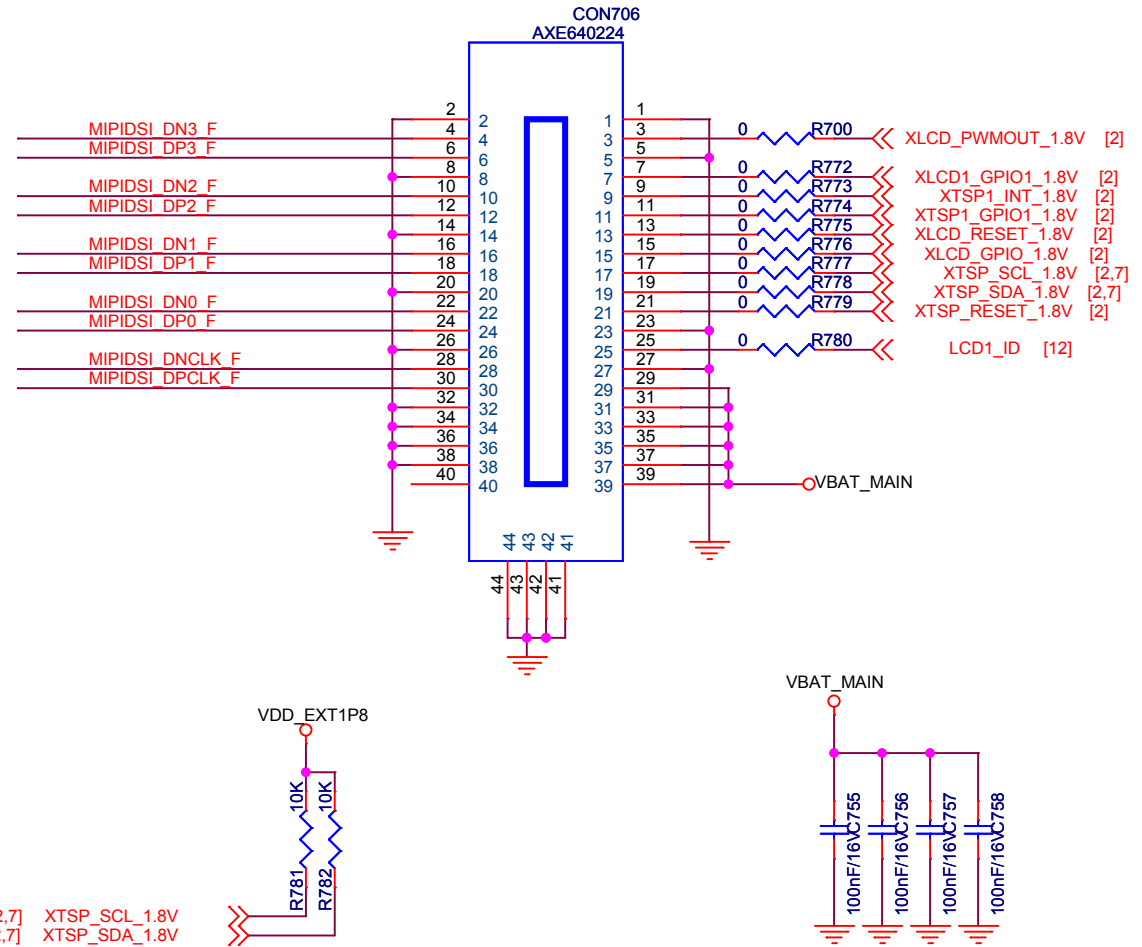 CON706
AXE640224
2 2 1 1
MIPIDSI_DN3_F 4 4 3 3 0 R700 XLCD_PWMOUT_1.8V [2]
MIPIDSI_DP3_F 6 6 5 5
8 8 7 7 0 R772 XLCD1_GPIO1_1.8V [2]
MIPIDSI_DN2_F 10 10 9 9 0 R773 XTSP1_INT_1.8V [2]
MIPIDSI_DP2_F 12 12 11 11 0 R774 XTSP1_GPIO1_1.8V [2]
14 14 13 13 0 R775 XLCD_RESET_1.8V [2]
MIPIDSI_DN1_F 16 16 15 15 0 R776 XLCD_GPIO_1.8V [2]
MIPIDSI_DP1_F 18 18 17 17 0 R777 XTSP_SCL_1.8V [2,7]
20 20 19 19 0 R778 XTSP_SDA_1.8V [2,7]
MIPIDSI_DN0_F 22 22 21 21 0 R779 XTSP_RESET_1.8V [2]
MIPIDSI_DP0_F 24 24 23 23
26 26 25 25 0 R780 LCD1_ID [12]
MIPIDSI_DNCLK_F 28 28 27 27
MIPIDSI_DPCLK_F 30 30 29 29
32 32 31 31
34 34 33 33
36 36 35 35
38 38 37 37
40 40 39 39 VBAT_MAIN
44 43 42 41
44 43 42 41
VBAT_MAIN
VDD_EXT1P8
10K 10K
R781 R782
100nF/16V C755 100nF/16V C756 100nF/16V C757 100nF/16V C758
2,7] XTSP_SCL_1.8V
,7] XTSP_SDA_1.8V